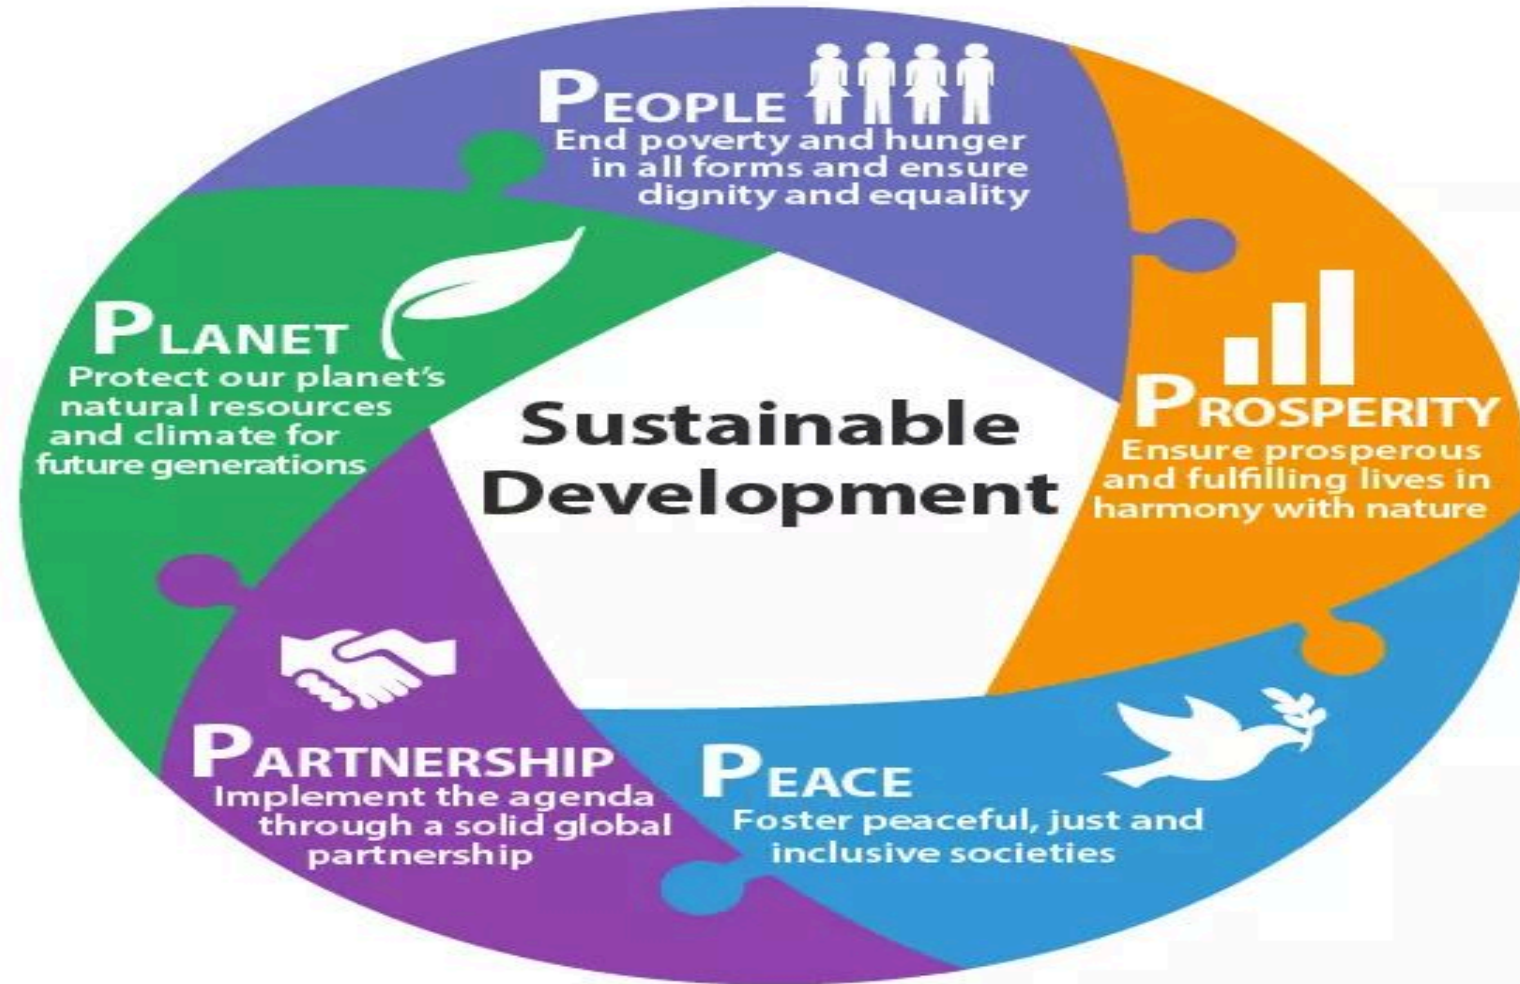 PEOPLE
End poverty and hunger
in all forms and ensure
dignity and equality
PROSPERITY
Ensure prosperous
and fulfilling lives in
harmony with nature
PEACE
Foster peaceful, just and
inclusive societies
PARTNERSHIP
Implement the agenda
through a solid global
partnership
PLANET
Protect our planet’s
natural resources
and climate for
future generations
Sustainable
Development